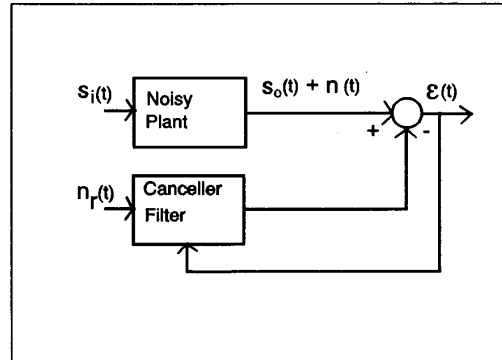 s_i(t)
Noisy
Plant
s_o(t) + n (t)
ε(t)
+
-
n_r(t)
Canceller
Filter